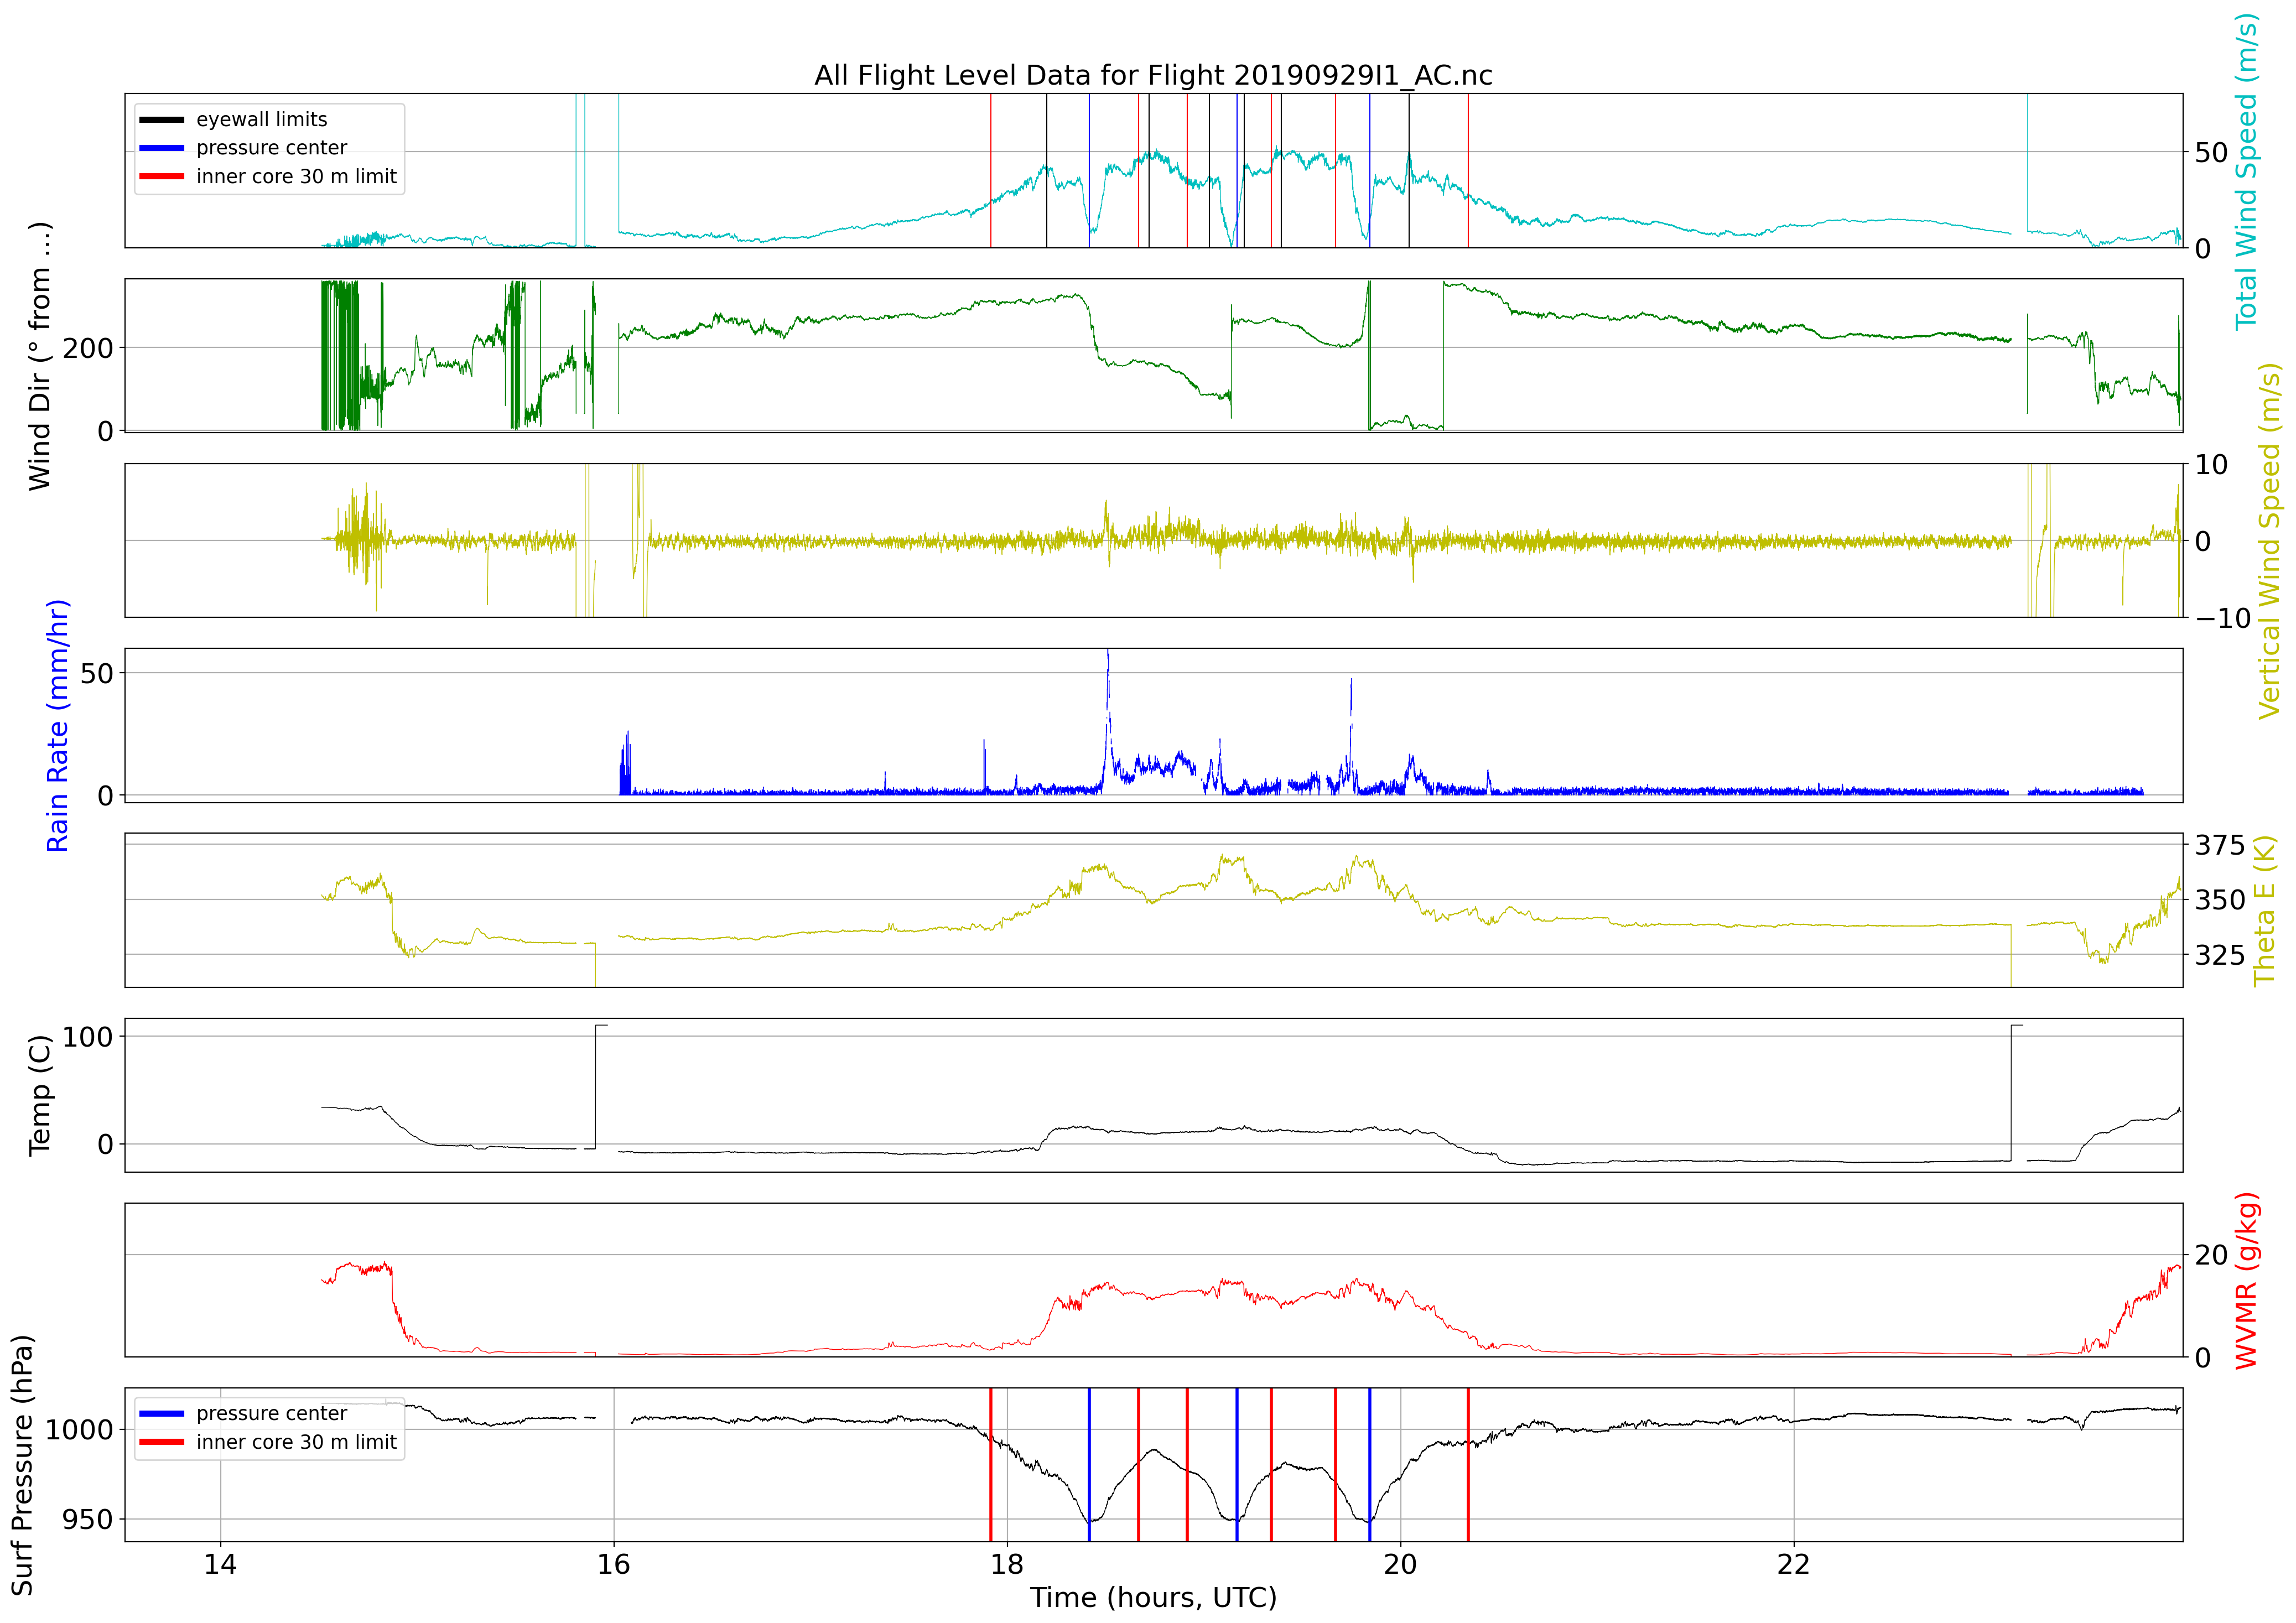 All Flight Level Data for Flight 20190929I1_AC.nc
eyewall limits
pressure center
inner core 30 m limit
50
0
Total Wind Speed (m/s)
200
0
Wind Dir (° from ...)
10
0
−10
Vertical Wind Speed (m/s)
50
0
Rain Rate (mm/hr)
375
350
325
Theta E (K)
100
0
Temp (C)
20
0
WVMR (g/kg)
pressure center
inner core 30 m limit
1000
950
Surf Pressure (hPa)
14 16 18 20 22
Time (hours, UTC)